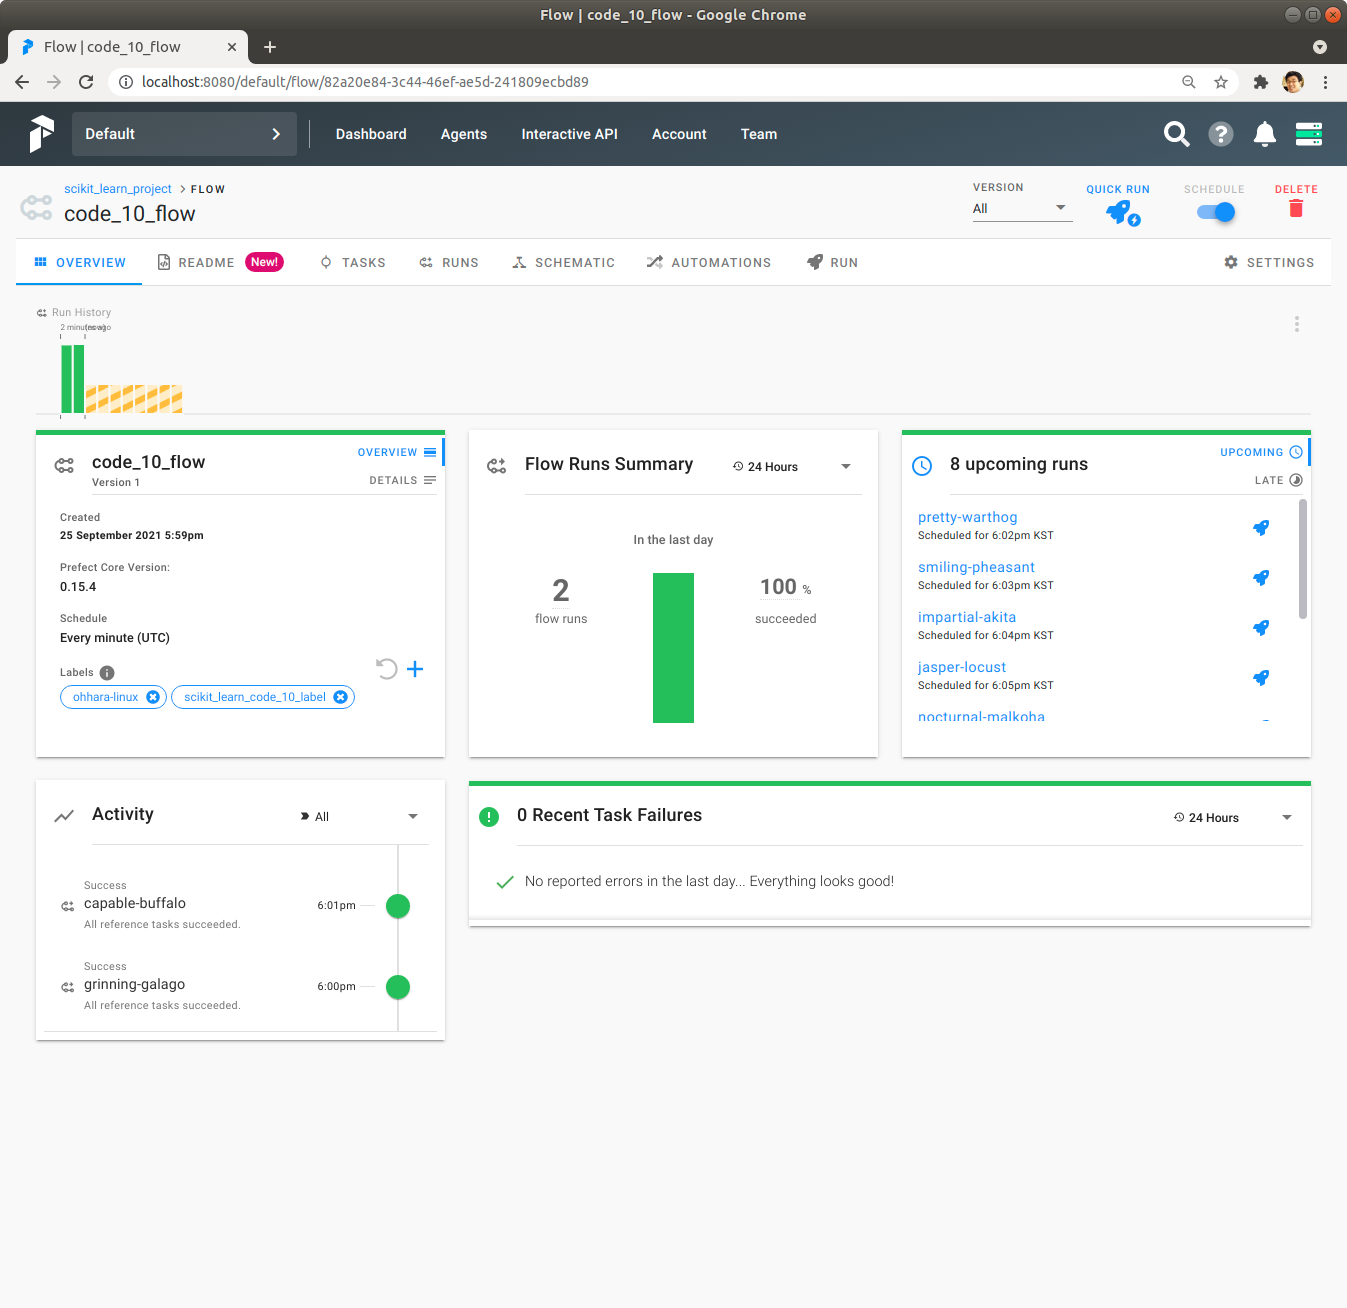 Flow | code_10_flow - Google Chrome
Flow | code_10_flow
localhost:8080/default/flow/82a20e84-3c44-46ef-ae5d-241809ecbd89
Default
Dashboard
Agents
Interactive API
Account
Team
scikit_learn_project > FLOW
code_10_flow
VERSION
All
QUICK RUN
SCHEDULE
DELETE
OVERVIEW
README New!
TASKS
RUNS
SCHEMATIC
AUTOMATIONS
RUN
SETTINGS
Run History
2 minutes ago
code_10_flow
Version 1
OVERVIEW
DETAILS
Created
25 September 2021 5:59pm
Prefect Core Version:
0.15.4
Schedule
Every minute (UTC)
Labels
ohhara-linux
scikit_learn_code_10_label
Flow Runs Summary
24 Hours
In the last day
2
flow runs
100 %
succeeded
8 upcoming runs
UPCOMING
LATE
pretty-warthog
Scheduled for 6:02pm KST
smiling-pheasant
Scheduled for 6:03pm KST
impartial-akita
Scheduled for 6:04pm KST
jasper-locust
Scheduled for 6:05pm KST
nocturnal-malkoha
Activity
All
Success
capable-buffalo
6:01pm
All reference tasks succeeded.
Success
grinning-galago
6:00pm
All reference tasks succeeded.
0 Recent Task Failures
24 Hours
No reported errors in the last day... Everything looks good!